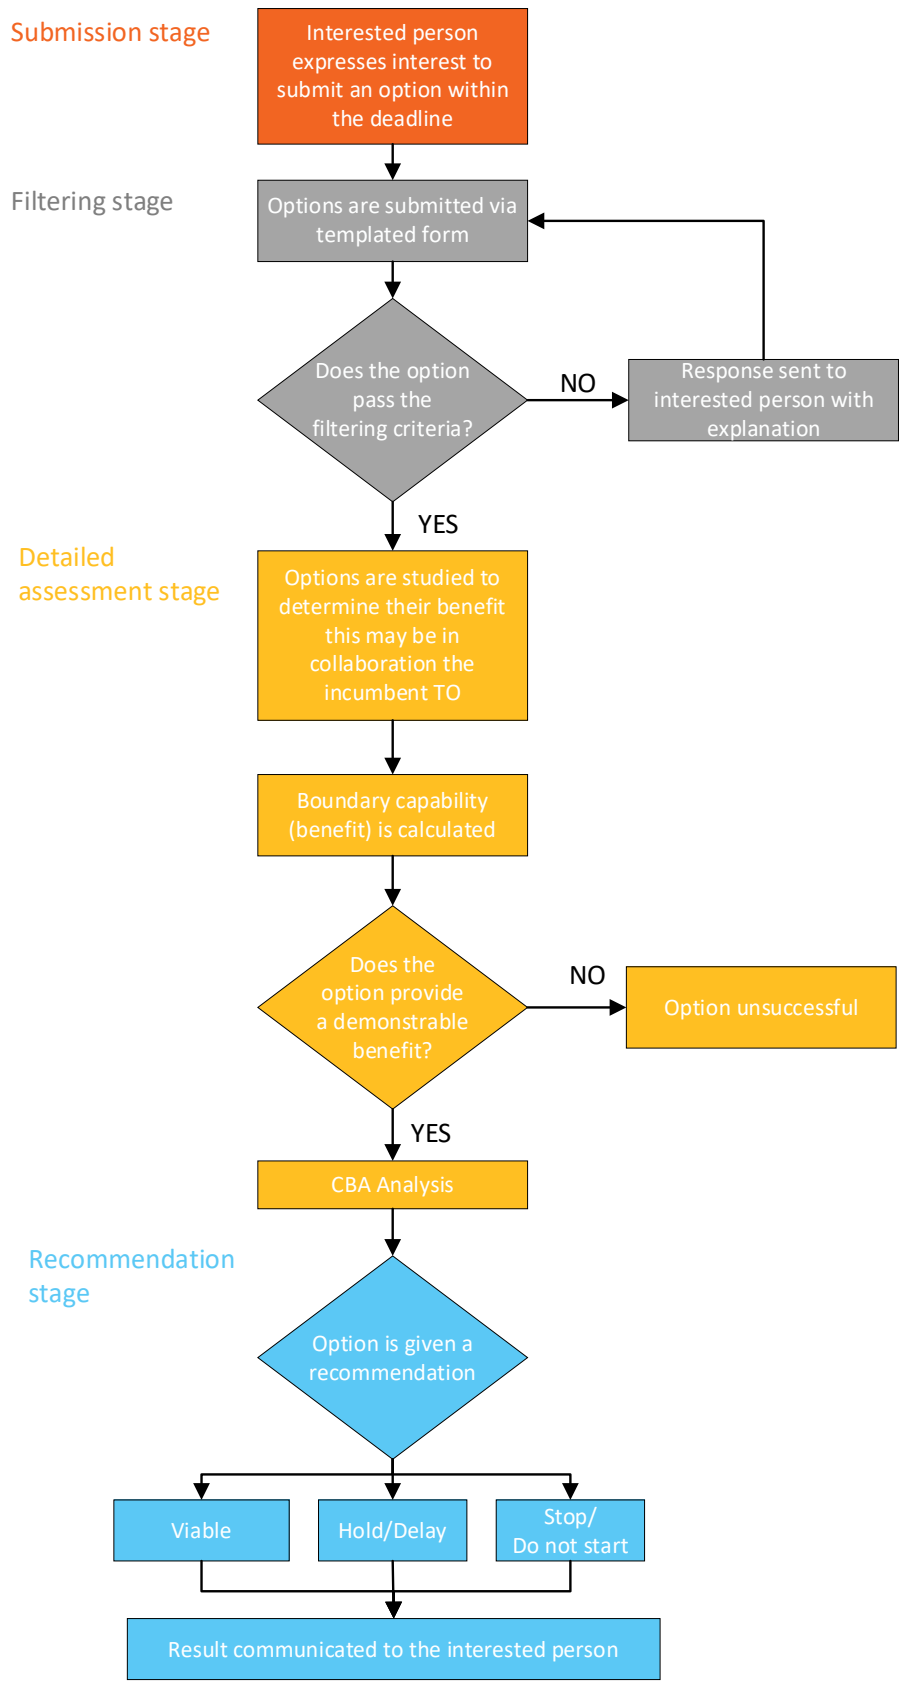 Submission stage
Interested person
expresses interest to
submit an option within
the deadline
Filtering stage
Options are submitted via
templated form
Does the option
pass the
filtering criteria?
NO
Response sent to
interested person with
explanation
YES
Detailed
assessment stage
Options are studied to
determine their benefit
this may be in
collaboration the
incumbent TO
Boundary capability
(benefit) is calculated
Does the
option provide
a demonstrable
benefit?
NO
Option unsuccessful
YES
CBA Analysis
Recommendation
stage
Option is given a
recommendation
Viable
Hold/Delay
Stop/
Do not start
Result communicated to the interested person